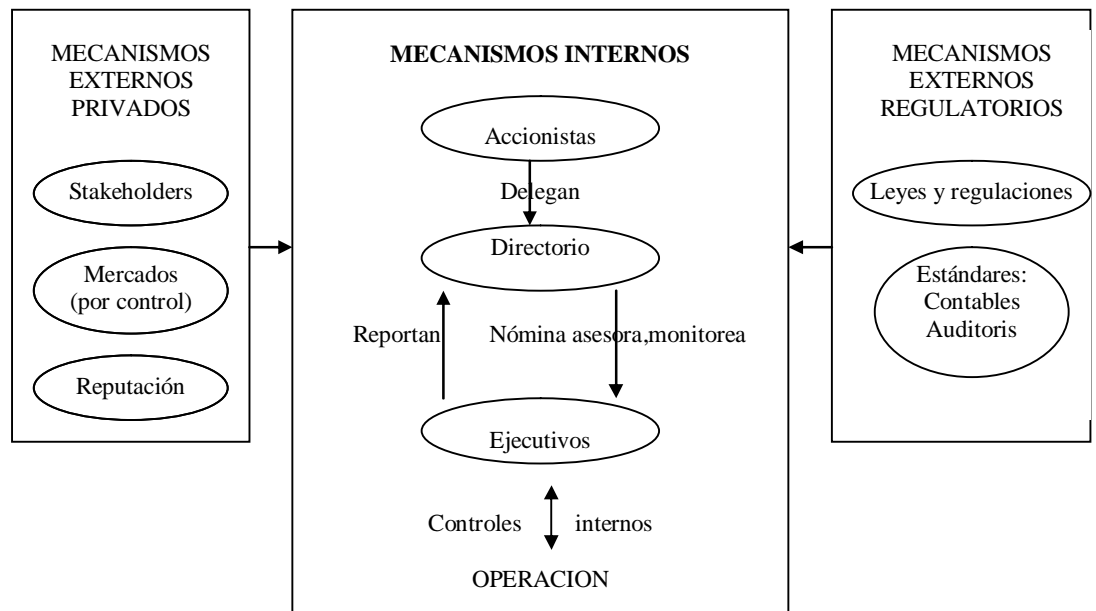 MECANISMOS
EXTERNOS
PRIVADOS
Stakeholders
Mercados
(por control)
Reputación
MECANISMOS INTERNOS
Accionistas
Delegan
Directorio
Reportan
Nómina asesora,monitorea
Ejecutivos
Controles internos
OPERACION
MECANISMOS
EXTERNOS
REGULATORIOS
Leyes y regulaciones
Estándares:
Contables
Auditoris